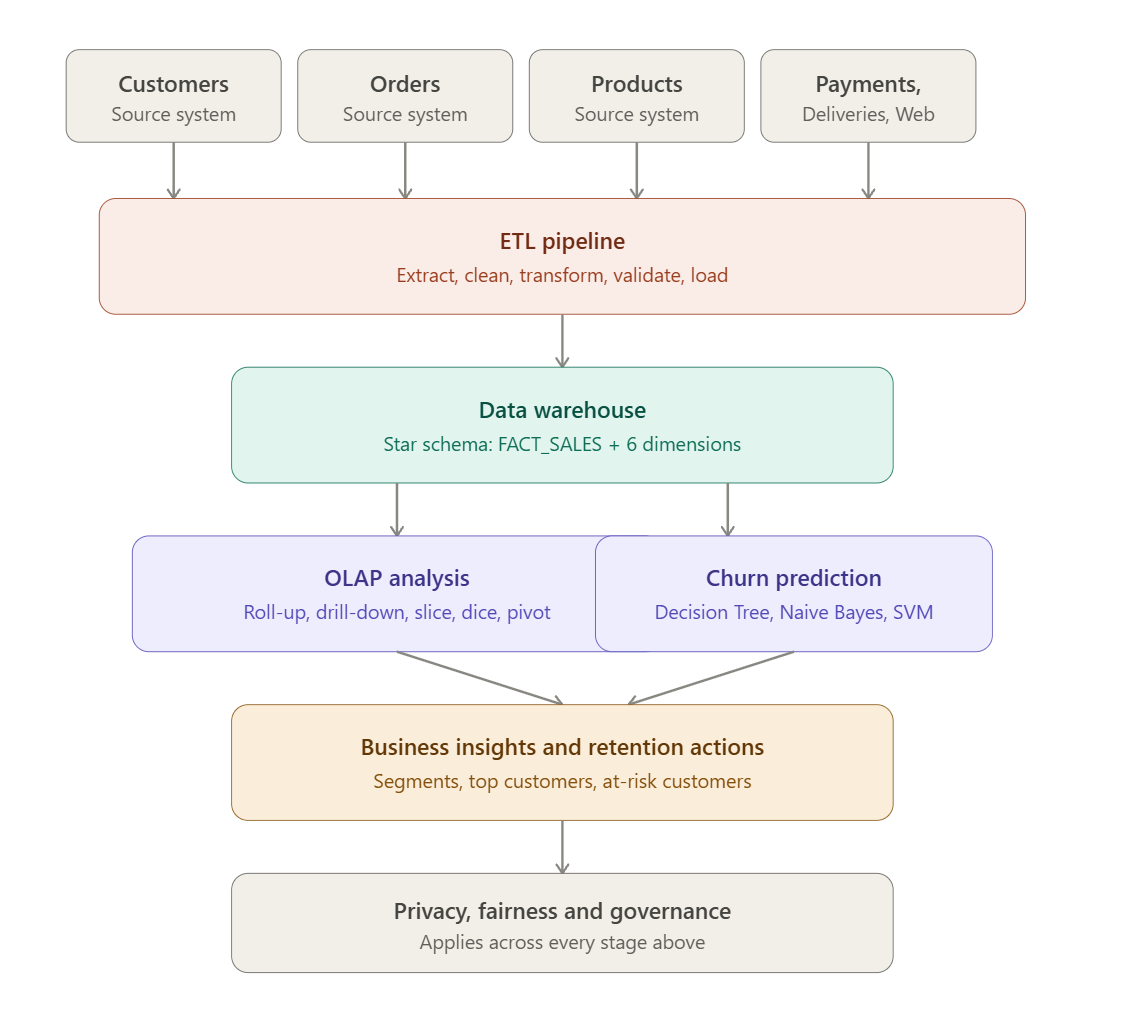 Customers
Source system
Orders
Source system
Products
Source system
Payments,
Deliveries, Web
ETL pipeline
Extract, clean, transform, validate, load
Data warehouse
Star schema: FACT_SALES + 6 dimensions
OLAP analysis
Roll-up, drill-down, slice, dice, pivot
Churn prediction
Decision Tree, Naive Bayes, SVM
Business insights and retention actions
Segments, top customers, at-risk customers
Privacy, fairness and governance
Applies across every stage above